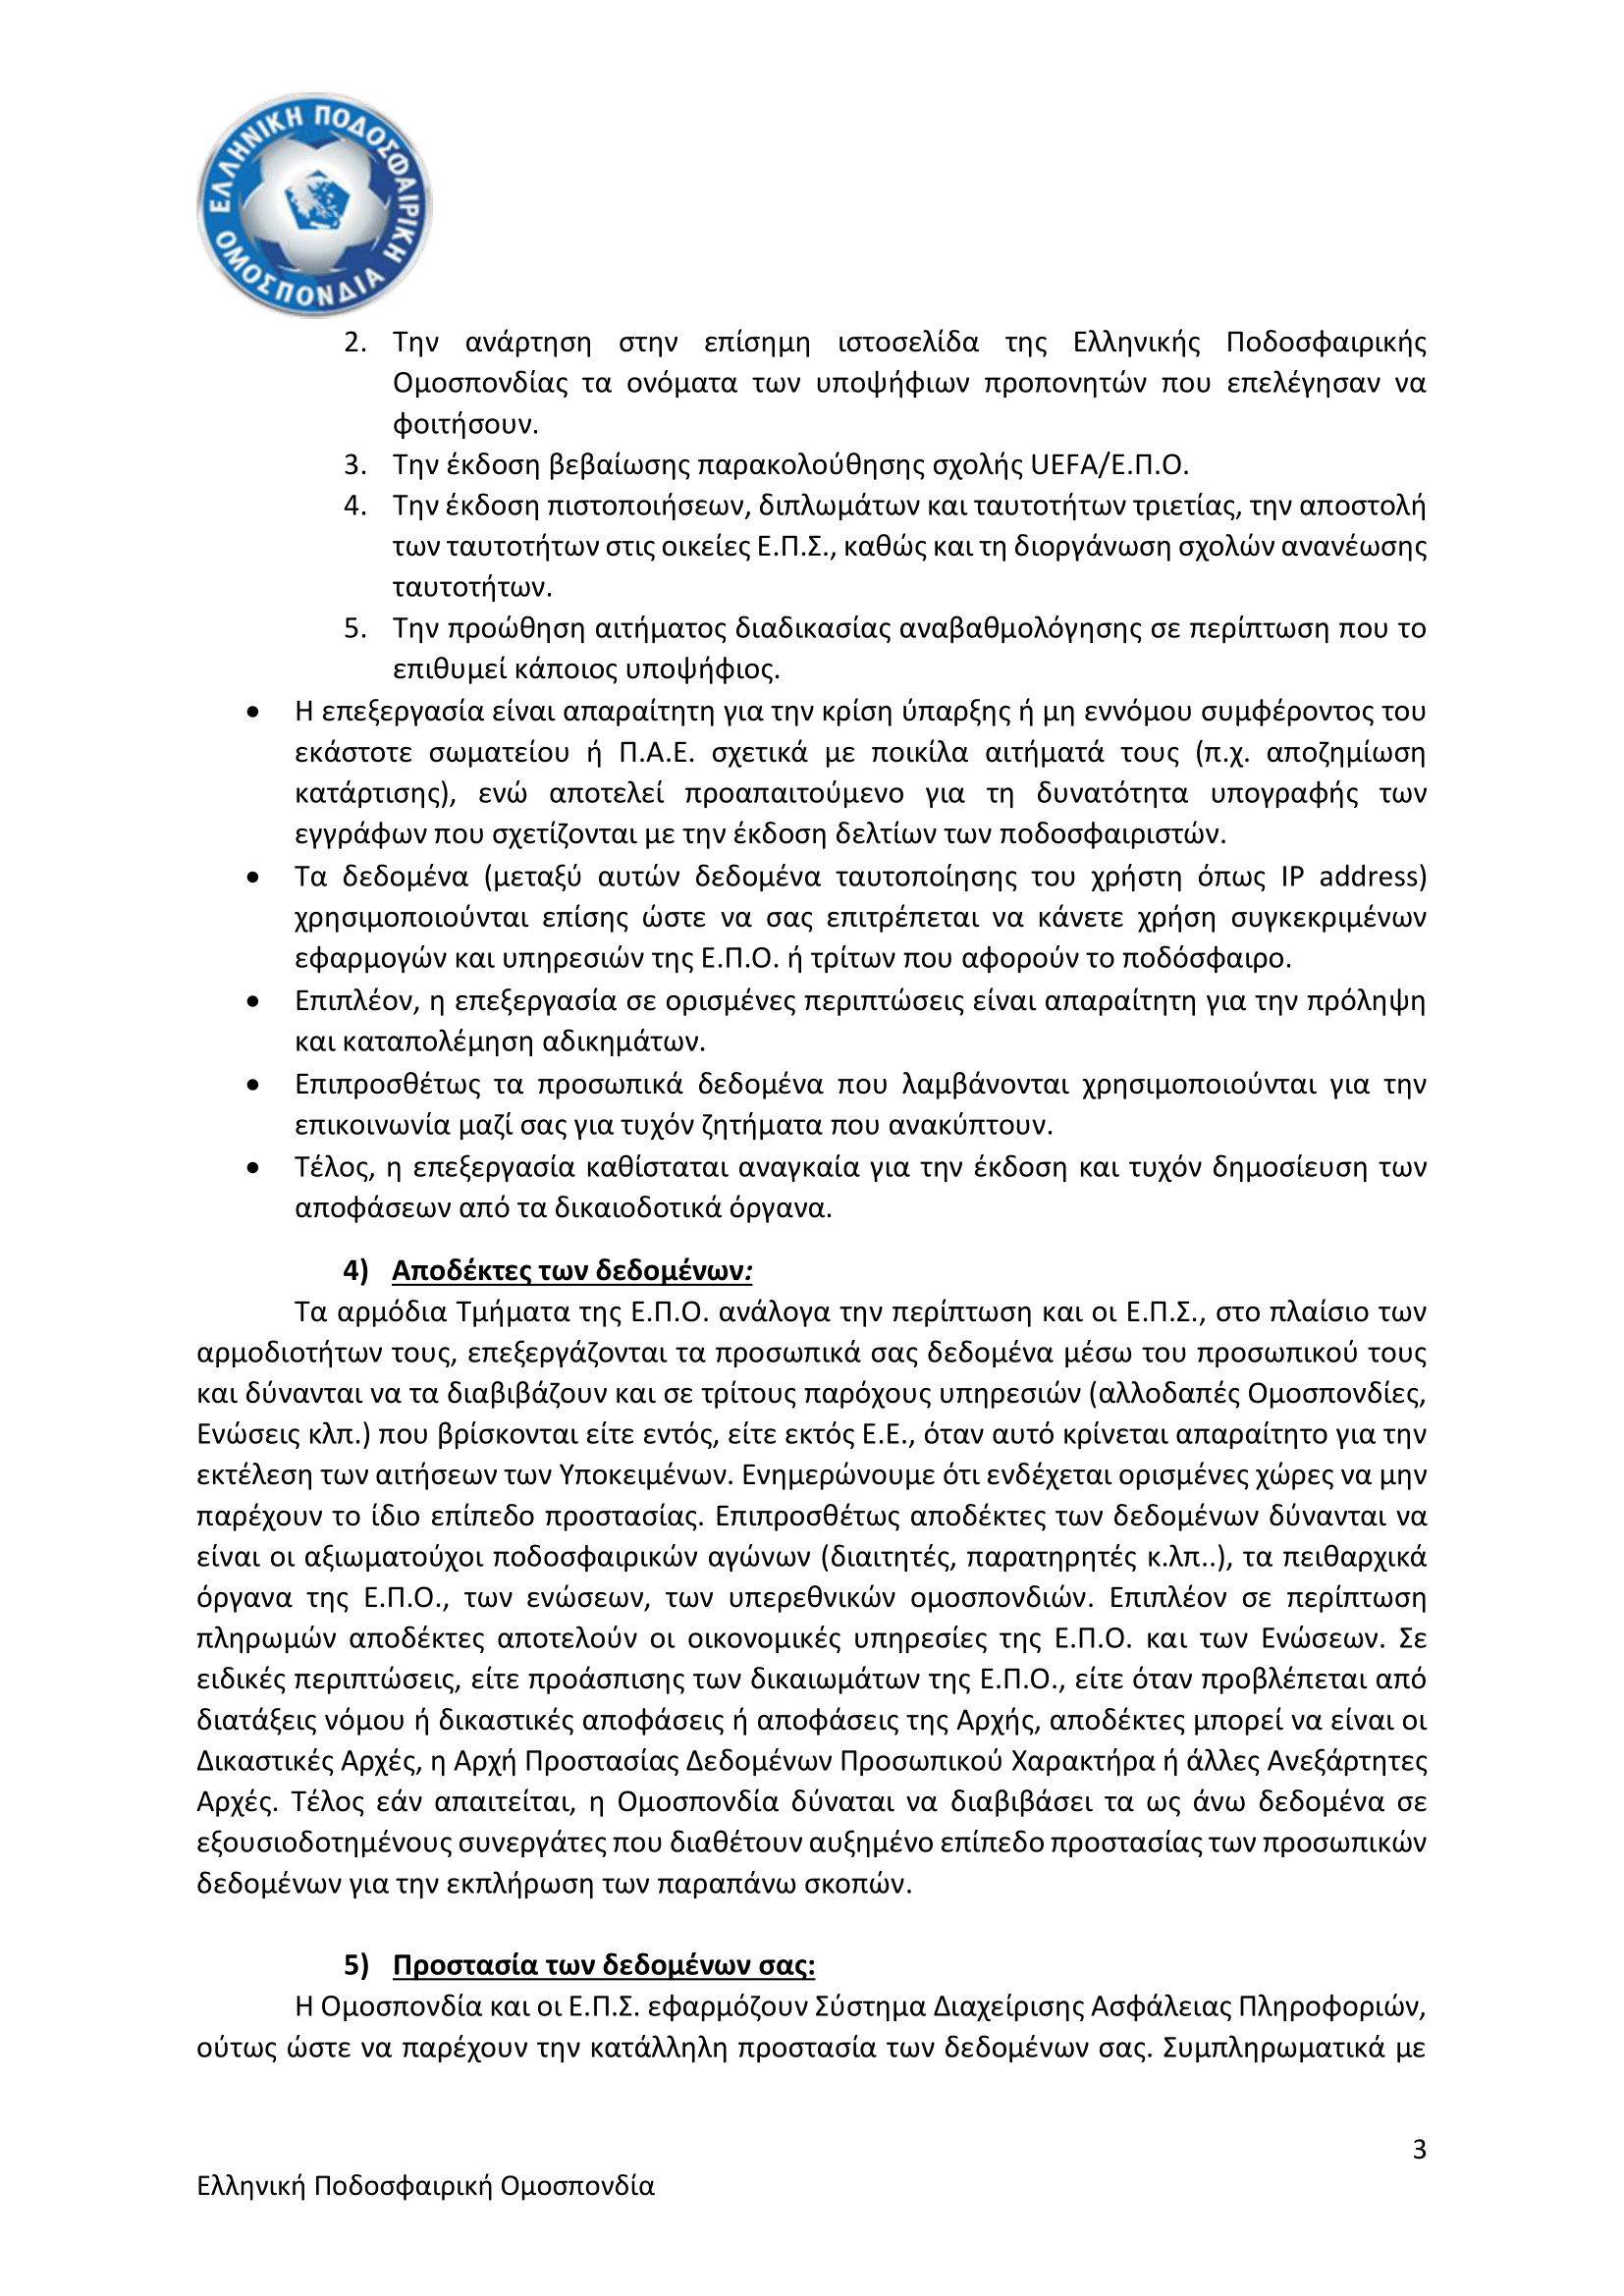 ΕΛΛΗΝΙΚΗ ΠΟΔΟΣΦΑΙΡΙΚΗ
ΟΜΟΣΠΟΝΔΙΑ
2. Την ανάρτηση στην επίσημη ιστοσελίδα της Ελληνικής Ποδοσφαιρικής
Ομοσπονδίας τα ονόματα των υποψήφιων προπονητών που επελέγησαν να
φοιτήσουν.
3. Την έκδοση βεβαίωσης παρακολούθησης σχολής UEFA/Ε.Π.Ο.
4. Την έκδοση πιστοποιήσεων, διπλωμάτων και ταυτοτήτων τριετίας, την αποστολή
των ταυτοτήτων στις οικείες Ε.Π.Σ., καθώς και τη διοργάνωση σχολών ανανέωσης
ταυτοτήτων.
5. Την προώθηση αιτήματος διαδικασίας αναβαθμολόγησης σε περίπτωση που το
επιθυμεί κάποιος υποψήφιος.
• Η επεξεργασία είναι απαραίτητη για την κρίση ύπαρξης ή μη εννόμου συμφέροντος του
εκάστοτε σωματείου ή Π.Α.Ε. σχετικά με ποικίλα αιτήματά τους (π.χ. αποζημίωση
κατάρτισης), ενώ αποτελεί προαπαιτούμενο για τη δυνατότητα υπογραφής των
εγγράφων που σχετίζονται με την έκδοση δελτίων των ποδοσφαιριστών.
• Τα δεδομένα (μεταξύ αυτών δεδομένα ταυτοποίησης του χρήστη όπως IP address)
χρησιμοποιούνται επίσης ώστε να σας επιτρέπεται να κάνετε χρήση συγκεκριμένων
εφαρμογών και υπηρεσιών της Ε.Π.Ο. ή τρίτων που αφορούν το ποδόσφαιρο.
• Επιπλέον, η επεξεργασία σε ορισμένες περιπτώσεις είναι απαραίτητη για την πρόληψη
και καταπολέμηση αδικημάτων.
• Επιπροσθέτως τα προσωπικά δεδομένα που λαμβάνονται χρησιμοποιούνται για την
επικοινωνία μαζί σας για τυχόν ζητήματα που ανακύπτουν.
• Τέλος, η επεξεργασία καθίσταται αναγκαία για την έκδοση και τυχόν δημοσίευση των
αποφάσεων από τα δικαιοδοτικά όργανα.
4) Αποδέκτες των δεδομένων:
Τα αρμόδια Τμήματα της Ε.Π.Ο. ανάλογα την περίπτωση και οι Ε.Π.Σ., στο πλαίσιο των
αρμοδιοτήτων τους, επεξεργάζονται τα προσωπικά σας δεδομένα μέσω του προσωπικού τους
και δύνανται να τα διαβιβάζουν και σε τρίτους παρόχους υπηρεσιών (αλλοδαπές Ομοσπονδίες,
Ενώσεις κλπ.) που βρίσκονται είτε εντός, είτε εκτός Ε.Ε., όταν αυτό κρίνεται απαραίτητο για την
εκτέλεση των αιτήσεων των Υποκειμένων. Ενημερώνουμε ότι ενδέχεται ορισμένες χώρες να μην
παρέχουν το ίδιο επίπεδο προστασίας. Επιπροσθέτως αποδέκτες των δεδομένων δύνανται να
είναι οι αξιωματούχοι ποδοσφαιρικών αγώνων (διαιτητές, παρατηρητές κ.λπ..), τα πειθαρχικά
όργανα της Ε.Π.Ο., των ενώσεων, των υπερεθνικών ομοσπονδιών. Επιπλέον σε περίπτωση
πληρωμών αποδέκτες αποτελούν οι οικονομικές υπηρεσίες της Ε.Π.Ο. και των Ενώσεων. Σε
ειδικές περιπτώσεις, είτε προάσπισης των δικαιωμάτων της Ε.Π.Ο., είτε όταν προβλέπεται από
διατάξεις νόμου ή δικαστικές αποφάσεις ή αποφάσεις της Αρχής, αποδέκτες μπορεί να είναι οι
Δικαστικές Αρχές, η Αρχή Προστασίας Δεδομένων Προσωπικού Χαρακτήρα ή άλλες Ανεξάρτητες
Αρχές. Τέλος εάν απαιτείται, η Ομοσπονδία δύναται να διαβιβάσει τα ως άνω δεδομένα σε
εξουσιοδοτημένους συνεργάτες που διαθέτουν αυξημένο επίπεδο προστασίας των προσωπικών
δεδομένων για την εκπλήρωση των παραπάνω σκοπών.
5) Προστασία των δεδομένων σας:
Η Ομοσπονδία και οι Ε.Π.Σ. εφαρμόζουν Σύστημα Διαχείρισης Ασφάλειας Πληροφοριών,
ούτως ώστε να παρέχουν την κατάλληλη προστασία των δεδομένων σας. Συμπληρωματικά με
3
Ελληνική Ποδοσφαιρική Ομοσπονδία